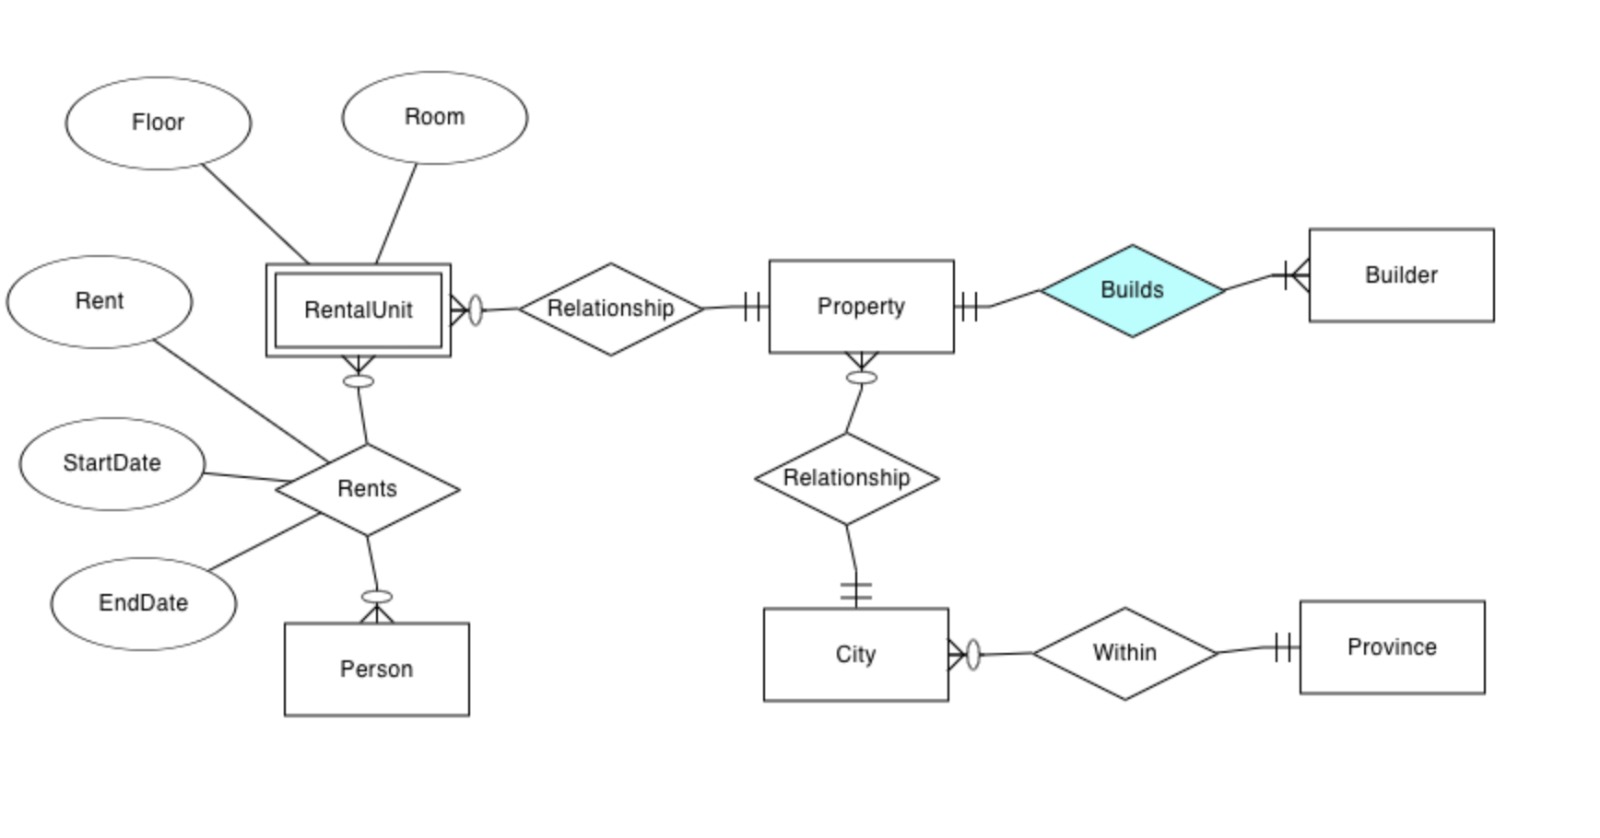 Floor
Room
Rent
RentalUnit
Relationship
Property
Builds
Builder
StartDate
Rents
Relationship
EndDate
Person
City
Within
Province